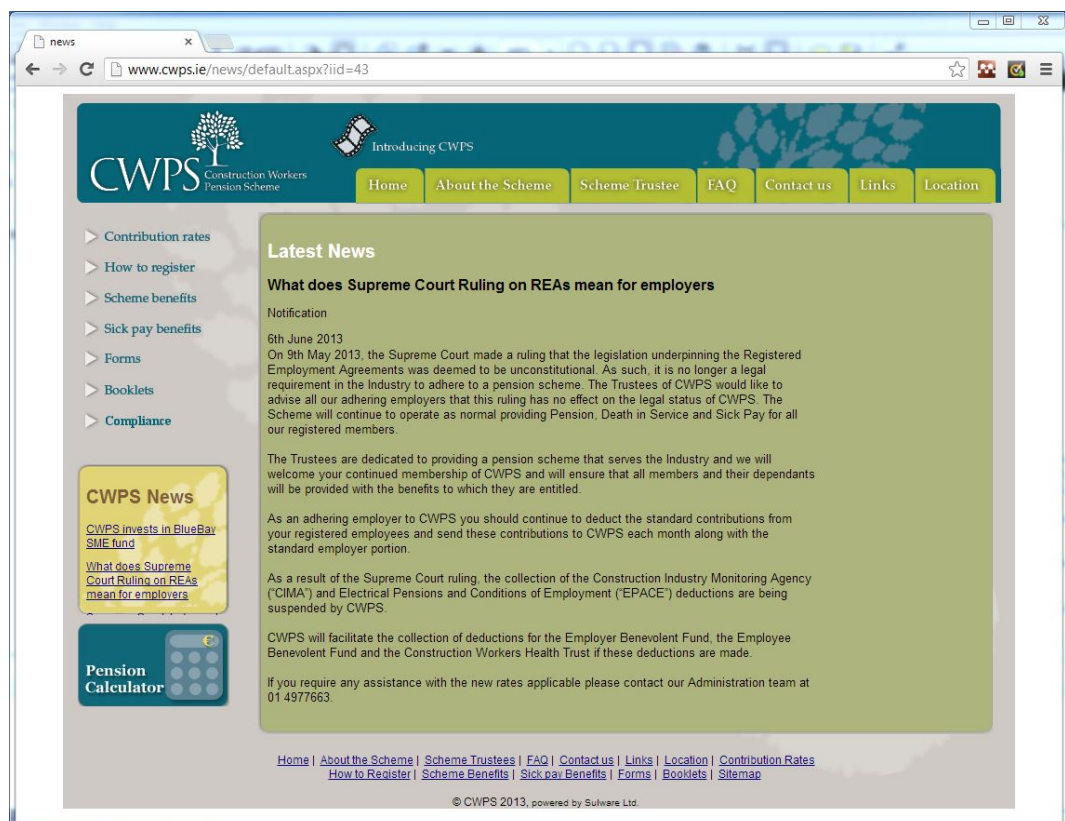 news
www.cwps.ie/news/default.aspx?iid=43
Introducing CWPS
CWPS Construction Workers
Pension Scheme
Home About the Scheme Scheme Trustee FAQ Contact us Links Location
Contribution rates
How to register
Scheme benefits
Sick pay benefits
Forms
Booklets
Compliance
CWPS News
CWPS invests in BlueBay
SME fund
What does Supreme
Court Ruling on REAs
mean for employers
Pension
Calculator
Latest News
What does Supreme Court Ruling on REAs mean for employers
Notification
6th June 2013
On 9th May 2013, the Supreme Court made a ruling that the legislation underpinning the Registered
Employment Agreements was deemed to be unconstitutional. As such, it is no longer a legal
requirement in the Industry to adhere to a pension scheme. The Trustees of CWPS would like to
advise all our adhering employers that this ruling has no effect on the legal status of CWPS. The
Scheme will continue to operate as normal providing Pension, Death in Service and Sick Pay for all
our registered members.
The Trustees are dedicated to providing a pension scheme that serves the Industry and we will
welcome your continued membership of CWPS and will ensure that all members and their dependants
will be provided with the benefits to which they are entitled.
As an adhering employer to CWPS you should continue to deduct the standard contributions from
your registered employees and send these contributions to CWPS each month along with the
standard employer portion.
As a result of the Supreme Court ruling, the collection of the Construction Industry Monitoring Agency
("CIMA") and Electrical Pensions and Conditions of Employment ("EPACE") deductions are being
suspended by CWPS.
CWPS will facilitate the collection of deductions for the Employer Benevolent Fund, the Employee
Benevolent Fund and the Construction Workers Health Trust if these deductions are made.
If you require any assistance with the new rates applicable please contact our Administration team at
01 4977663.
Home | About the Scheme | Scheme Trustees | FAQ | Contact us | Links | Location | Contribution Rates
How to Register | Scheme Benefits | Sick pay Benefits | Forms | Booklets | Sitemap
© CWPS 2013, powered by Sulware Ltd.